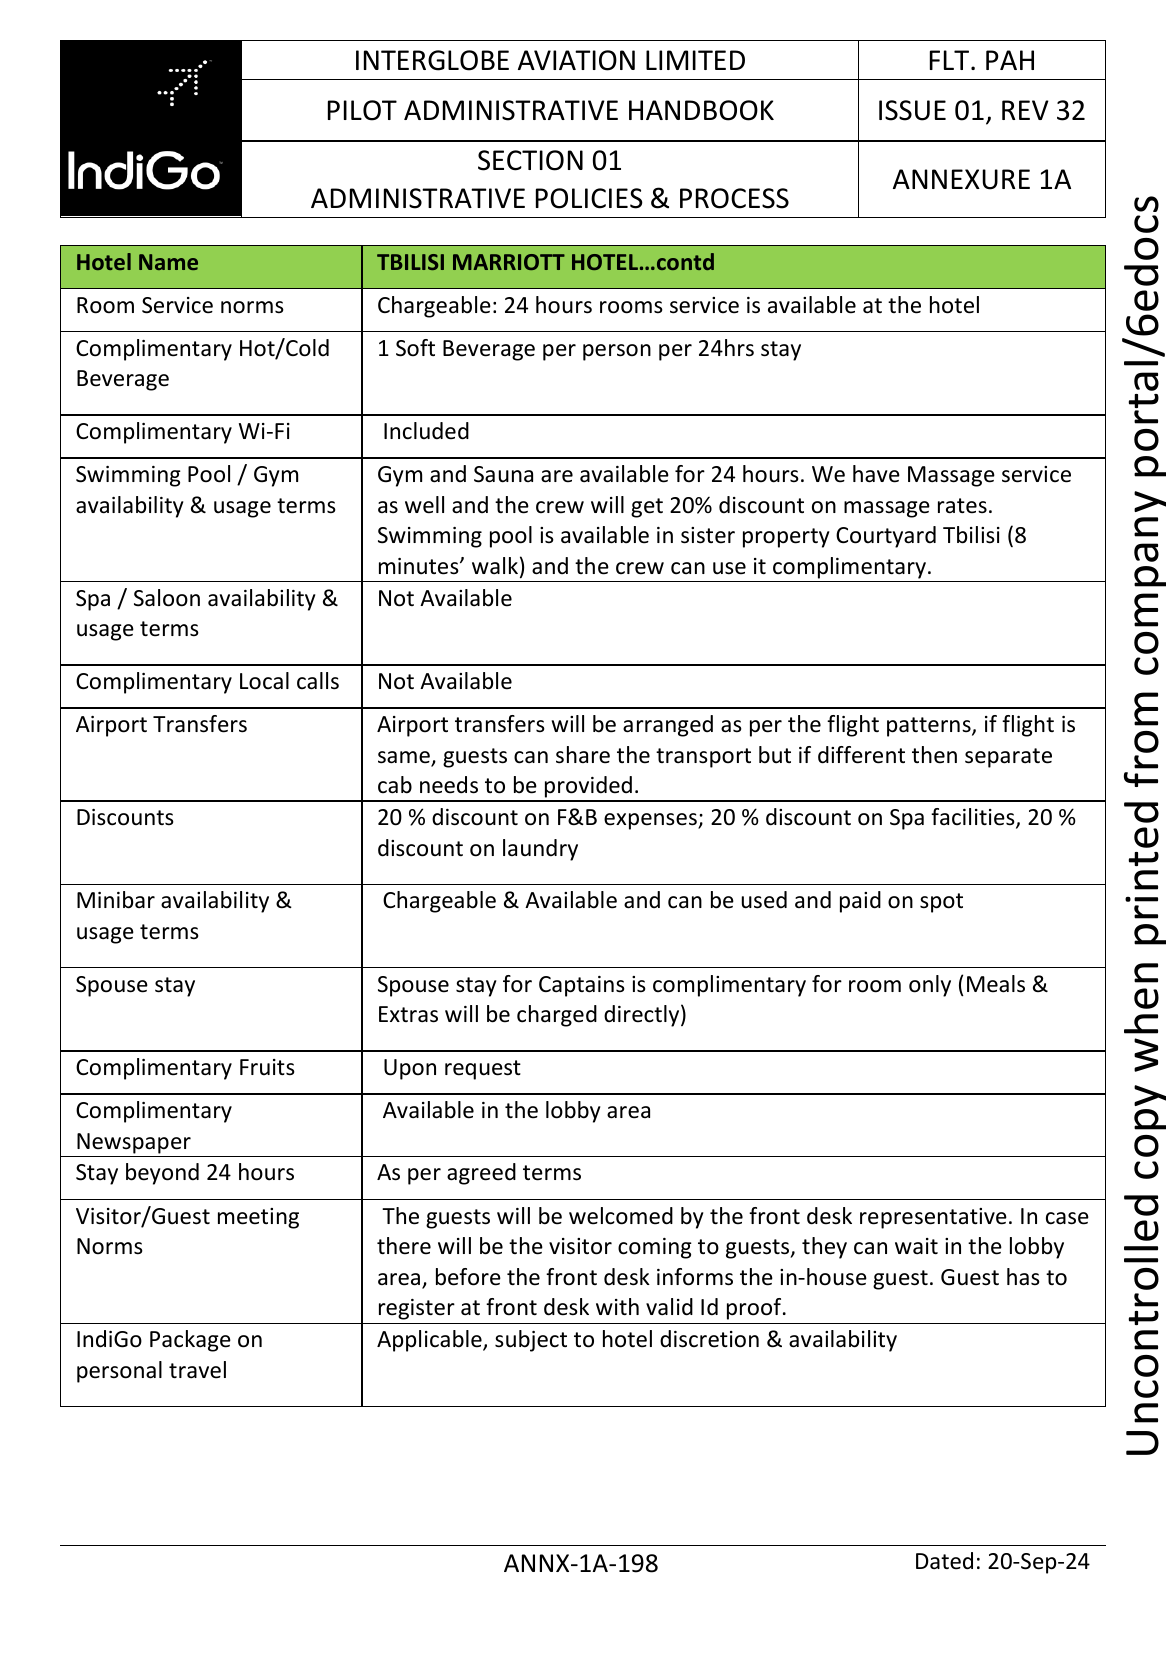 IndiGo
INTERGLOBE AVIATION LIMITED
FLT. PAH
PILOT ADMINISTRATIVE HANDBOOK
ISSUE 01, REV 32
SECTION 01
ADMINISTRATIVE POLICIES & PROCESS
ANNEXURE 1A
Hotel Name
TBILISI MARRIOTT HOTEL…contd
Room Service norms
Chargeable: 24 hours rooms service is available at the hotel
Complimentary Hot/Cold
Beverage
1 Soft Beverage per person per 24hrs stay
Complimentary Wi-Fi
Included
Swimming Pool / Gym
availability & usage terms
Gym and Sauna are available for 24 hours. We have Massage service
as well and the crew will get 20% discount on massage rates.
Swimming pool is available in sister property Courtyard Tbilisi (8
minutes’ walk) and the crew can use it complimentary.
Spa / Saloon availability &
usage terms
Not Available
Complimentary Local calls
Not Available
Airport Transfers
Airport transfers will be arranged as per the flight patterns, if flight is
same, guests can share the transport but if different then separate
cab needs to be provided.
Discounts
20 % discount on F&B expenses; 20 % discount on Spa facilities, 20 %
discount on laundry
Minibar availability &
usage terms
Chargeable & Available and can be used and paid on spot
Spouse stay
Spouse stay for Captains is complimentary for room only (Meals &
Extras will be charged directly)
Complimentary Fruits
Upon request
Complimentary
Newspaper
Available in the lobby area
Stay beyond 24 hours
As per agreed terms
Visitor/Guest meeting
Norms
The guests will be welcomed by the front desk representative. In case
there will be the visitor coming to guests, they can wait in the lobby
area, before the front desk informs the in-house guest. Guest has to
register at front desk with valid Id proof.
IndiGo Package on
personal travel
Applicable, subject to hotel discretion & availability
ANNX-1A-198
Dated: 20-Sep-24
Uncontrolled copy when printed from company portal/6edocs